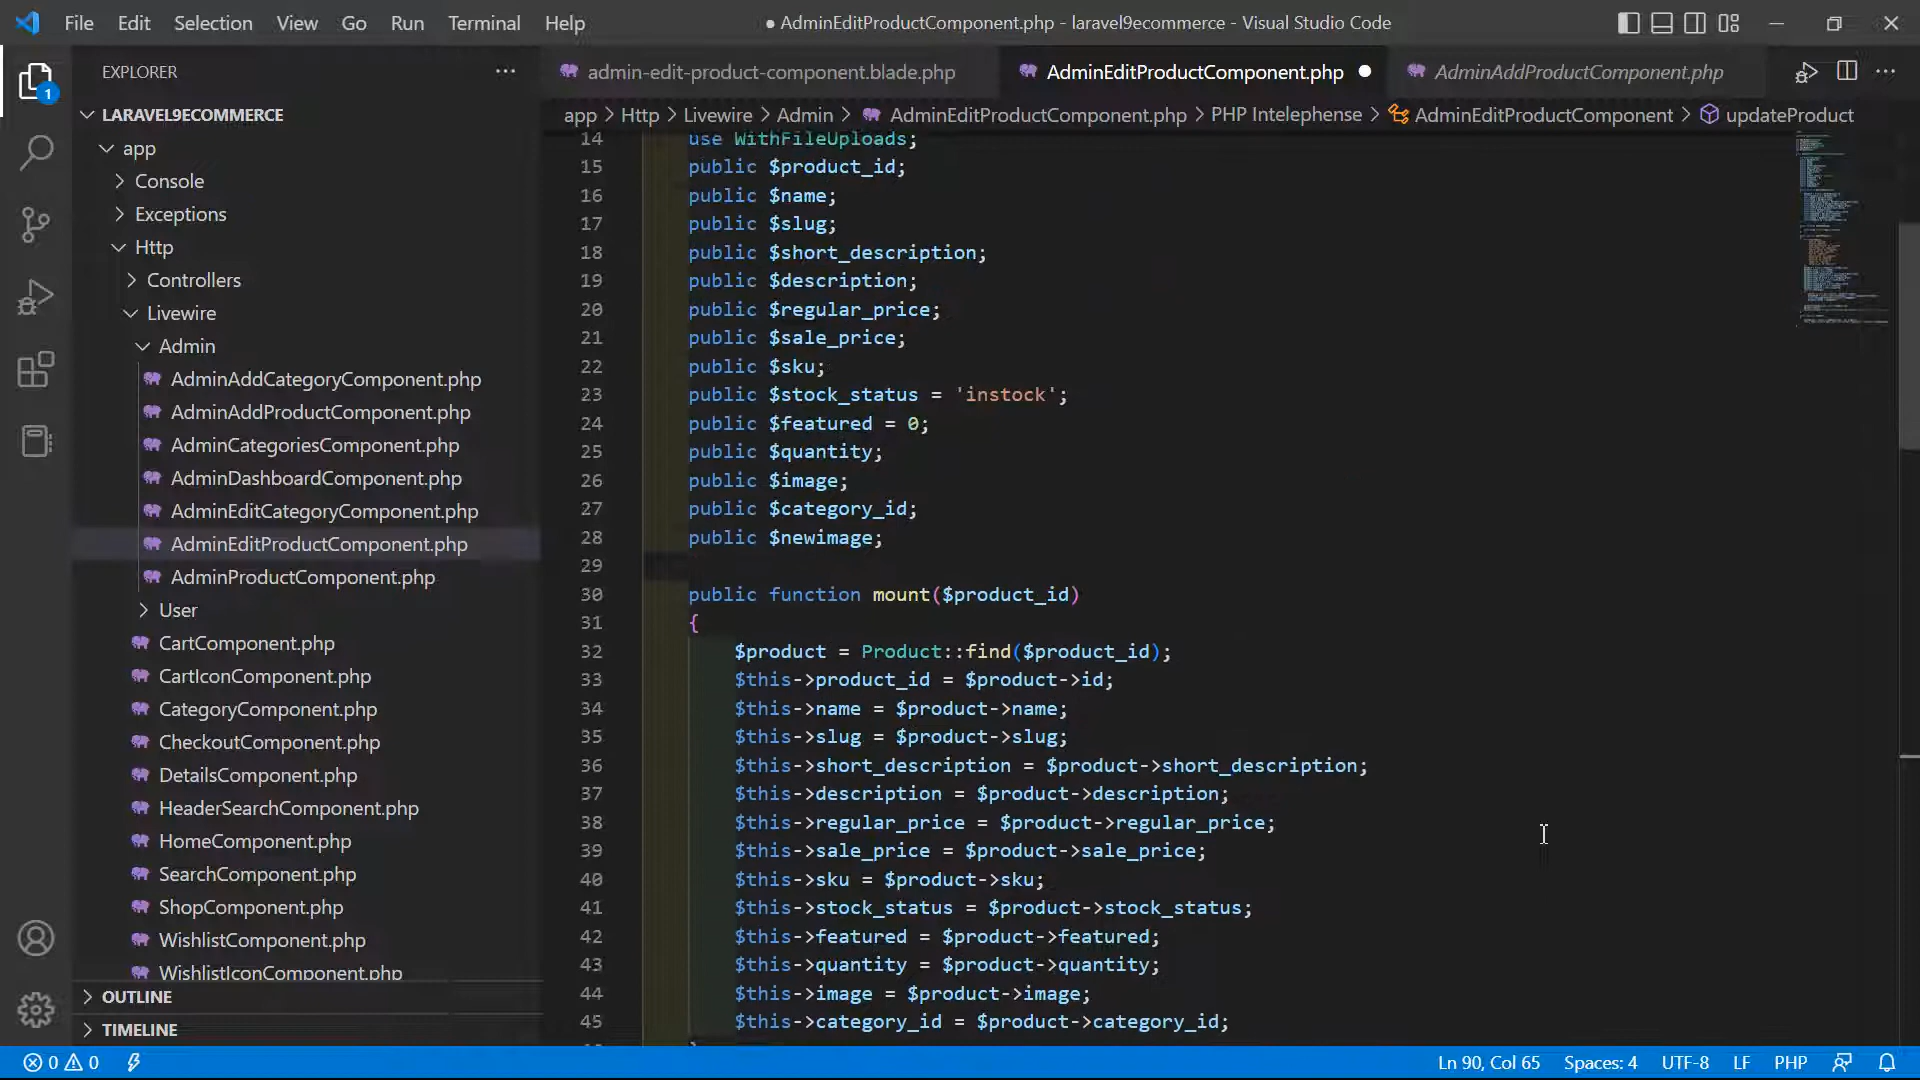 File Edit Selection View Go Run Terminal Help
● AdminEditProductComponent.php - laravel9ecommerce - Visual Studio Code
EXPLORER
1
LARAVEL9ECOMMERCE
app
Console
Exceptions
Http
Controllers
Livewire
Admin
AdminAddCategoryComponent.php
AdminAddProductComponent.php
AdminCategoriesComponent.php
AdminDashboardComponent.php
AdminEditCategoryComponent.php
AdminEditProductComponent.php
AdminProductComponent.php
User
CartComponent.php
CartIconComponent.php
CategoryComponent.php
CheckoutComponent.php
DetailsComponent.php
HeaderSearchComponent.php
HomeComponent.php
SearchComponent.php
ShopComponent.php
WishlistComponent.php
WishlistIconComponent.php
OUTLINE
TIMELINE
admin-edit-product-component.blade.php AdminEditProductComponent.php AdminAddProductComponent.php
app > Http > Livewire > Admin > AdminEditProductComponent.php > PHP Intelephense > AdminEditProductComponent > updateProduct
14 use WithFileUploads;
15 public $product_id;
16 public $name;
17 public $slug;
18 public $short_description;
19 public $description;
20 public $regular_price;
21 public $sale_price;
22 public $sku;
23 public $stock_status = 'instock';
24 public $featured = 0;
25 public $quantity;
26 public $image;
27 public $category_id;
28 public $newimage;
29
30 public function mount($product_id)
31 {
32 $product = Product::find($product_id);
33 $this->product_id = $product->id;
34 $this->name = $product->name;
35 $this->slug = $product->slug;
36 $this->short_description = $product->short_description;
37 $this->description = $product->description;
38 $this->regular_price = $product->regular_price;
39 $this->sale_price = $product->sale_price;
40 $this->sku = $product->sku;
41 $this->stock_status = $product->stock_status;
42 $this->featured = $product->featured;
43 $this->quantity = $product->quantity;
44 $this->image = $product->image;
45 $this->category_id = $product->category_id;
0 0 Ln 90, Col 65 Spaces: 4 UTF-8 LF PHP